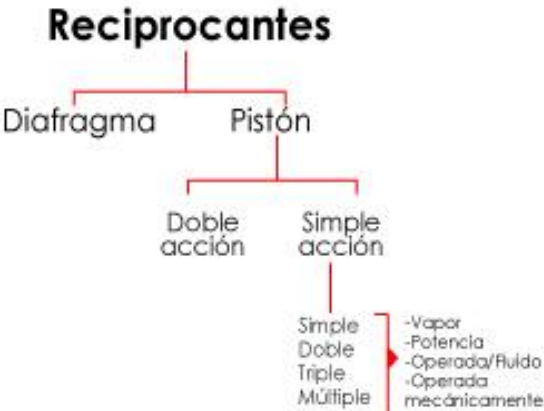 Reciprocantes
Diafragma
Pistón
Doble
acción
Simple
acción
Simple
Doble
Triple
Múltiple
-Vapor
-Potencia
-Operada/Fluido
-Operada
mecánicamente